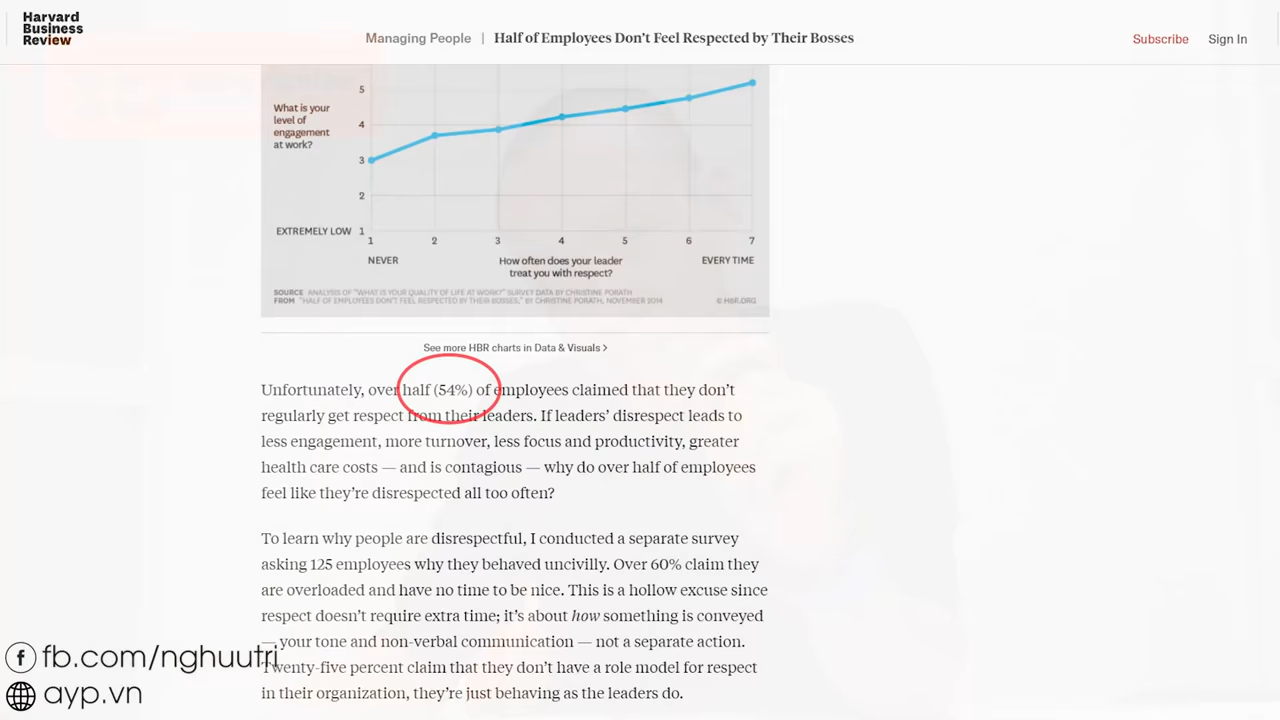 Harvard
Business
Review
Managing People | Half of Employees Don't Feel Respected by Their Bosses
Subscribe Sign In
5
What is your
level of
engagement
at work?
4
3
2
EXTREMELY LOW 1
1 2 3 4 5 6 7
NEVER
How often does your leader
treat you with respect?
EVERY TIME
SOURCE ANALYSIS OF "WHAT IS YOUR QUALITY OF LIFE AT WORK?" SURVEY DATA BY CHRISTINE PORATH
FROM "HALF OF EMPLOYEES DON'T FEEL RESPECTED BY THEIR BOSSES," BY CHRISTINE PORATH, NOVEMBER 2014 © HBR.ORG
See more HBR charts in Data & Visuals >
Unfortunately, over half (54%) of employees claimed that they don't
regularly get respect from their leaders. If leaders' disrespect leads to
less engagement, more turnover, less focus and productivity, greater
health care costs — and is contagious — why do over half of employees
feel like they're disrespected all too often?
To learn why people are disrespectful, I conducted a separate survey
asking 125 employees why they behaved uncivilly. Over 60% claim they
are overloaded and have no time to be nice. This is a hollow excuse since
respect doesn't require extra time; it's about how something is conveyed
— your tone and non-verbal communication — not a separate action.
Twenty-five percent claim that they don't have a role model for respect
in their organization, they're just behaving as the leaders do.
fb.com/nghuutri
ayp.vn